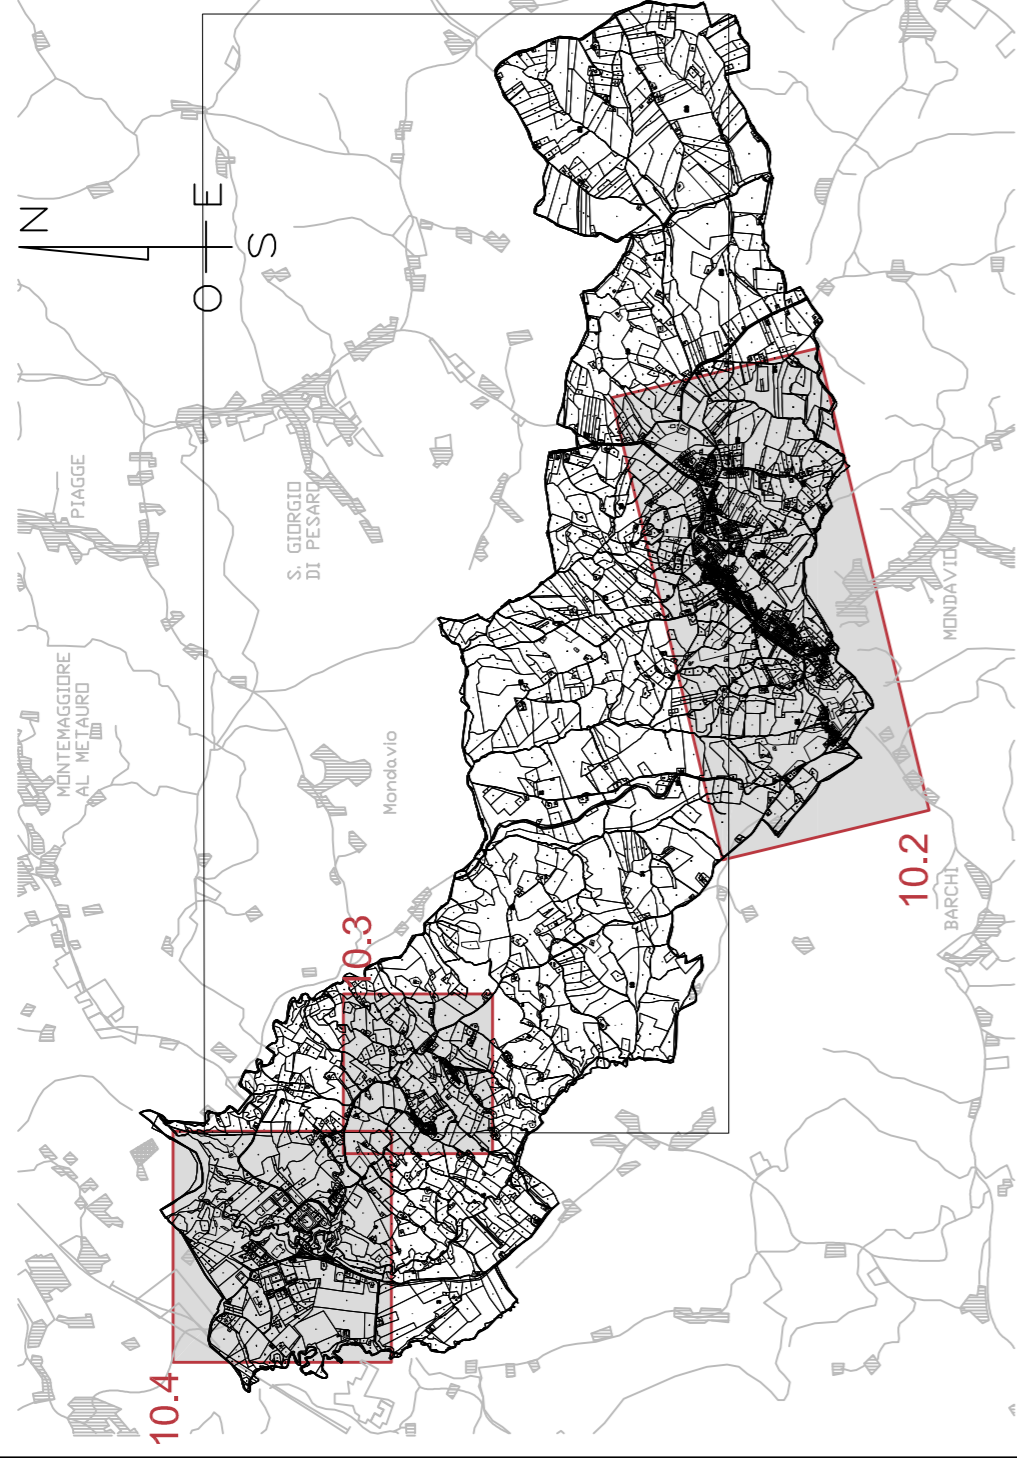 N
O
E
S
PIAGGE
S. GIORGIO
DI PESARO
MONTEMAGGIORE
AL METAURO
Mondavio
MONDAVIO
BARCHI
10.2
10.3
10.4